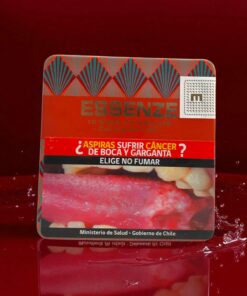 ESSENZE
m
¿ASPIRAS SUFRIR CÁNCER
DE BOCA Y GARGANTA?
ELIGE NO FUMAR
Ministerio de Salud - Gobierno de Chile